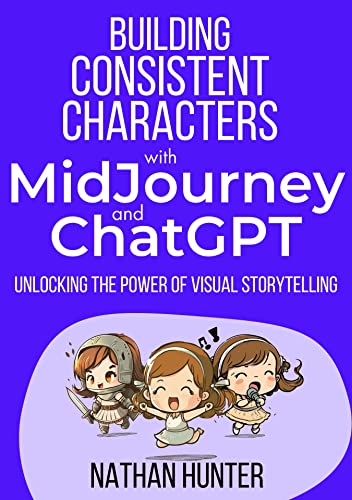 BUILDING
CONSISTENT
CHARACTERS
with
MidJourney
and
ChatGPT
UNLOCKING THE POWER OF VISUAL STORYTELLING
NATHAN HUNTER